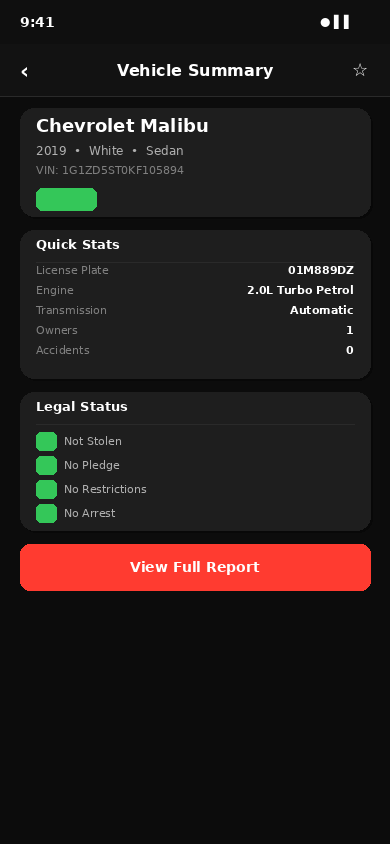 9:41
‹ Vehicle Summary ☆
Chevrolet Malibu
2019 • White • Sedan
VIN: 1G1ZD5ST0KF105894
Quick Stats
License Plate 01M889DZ
Engine 2.0L Turbo Petrol
Transmission Automatic
Owners 1
Accidents 0
Legal Status
Not Stolen
No Pledge
No Restrictions
No Arrest
View Full Report